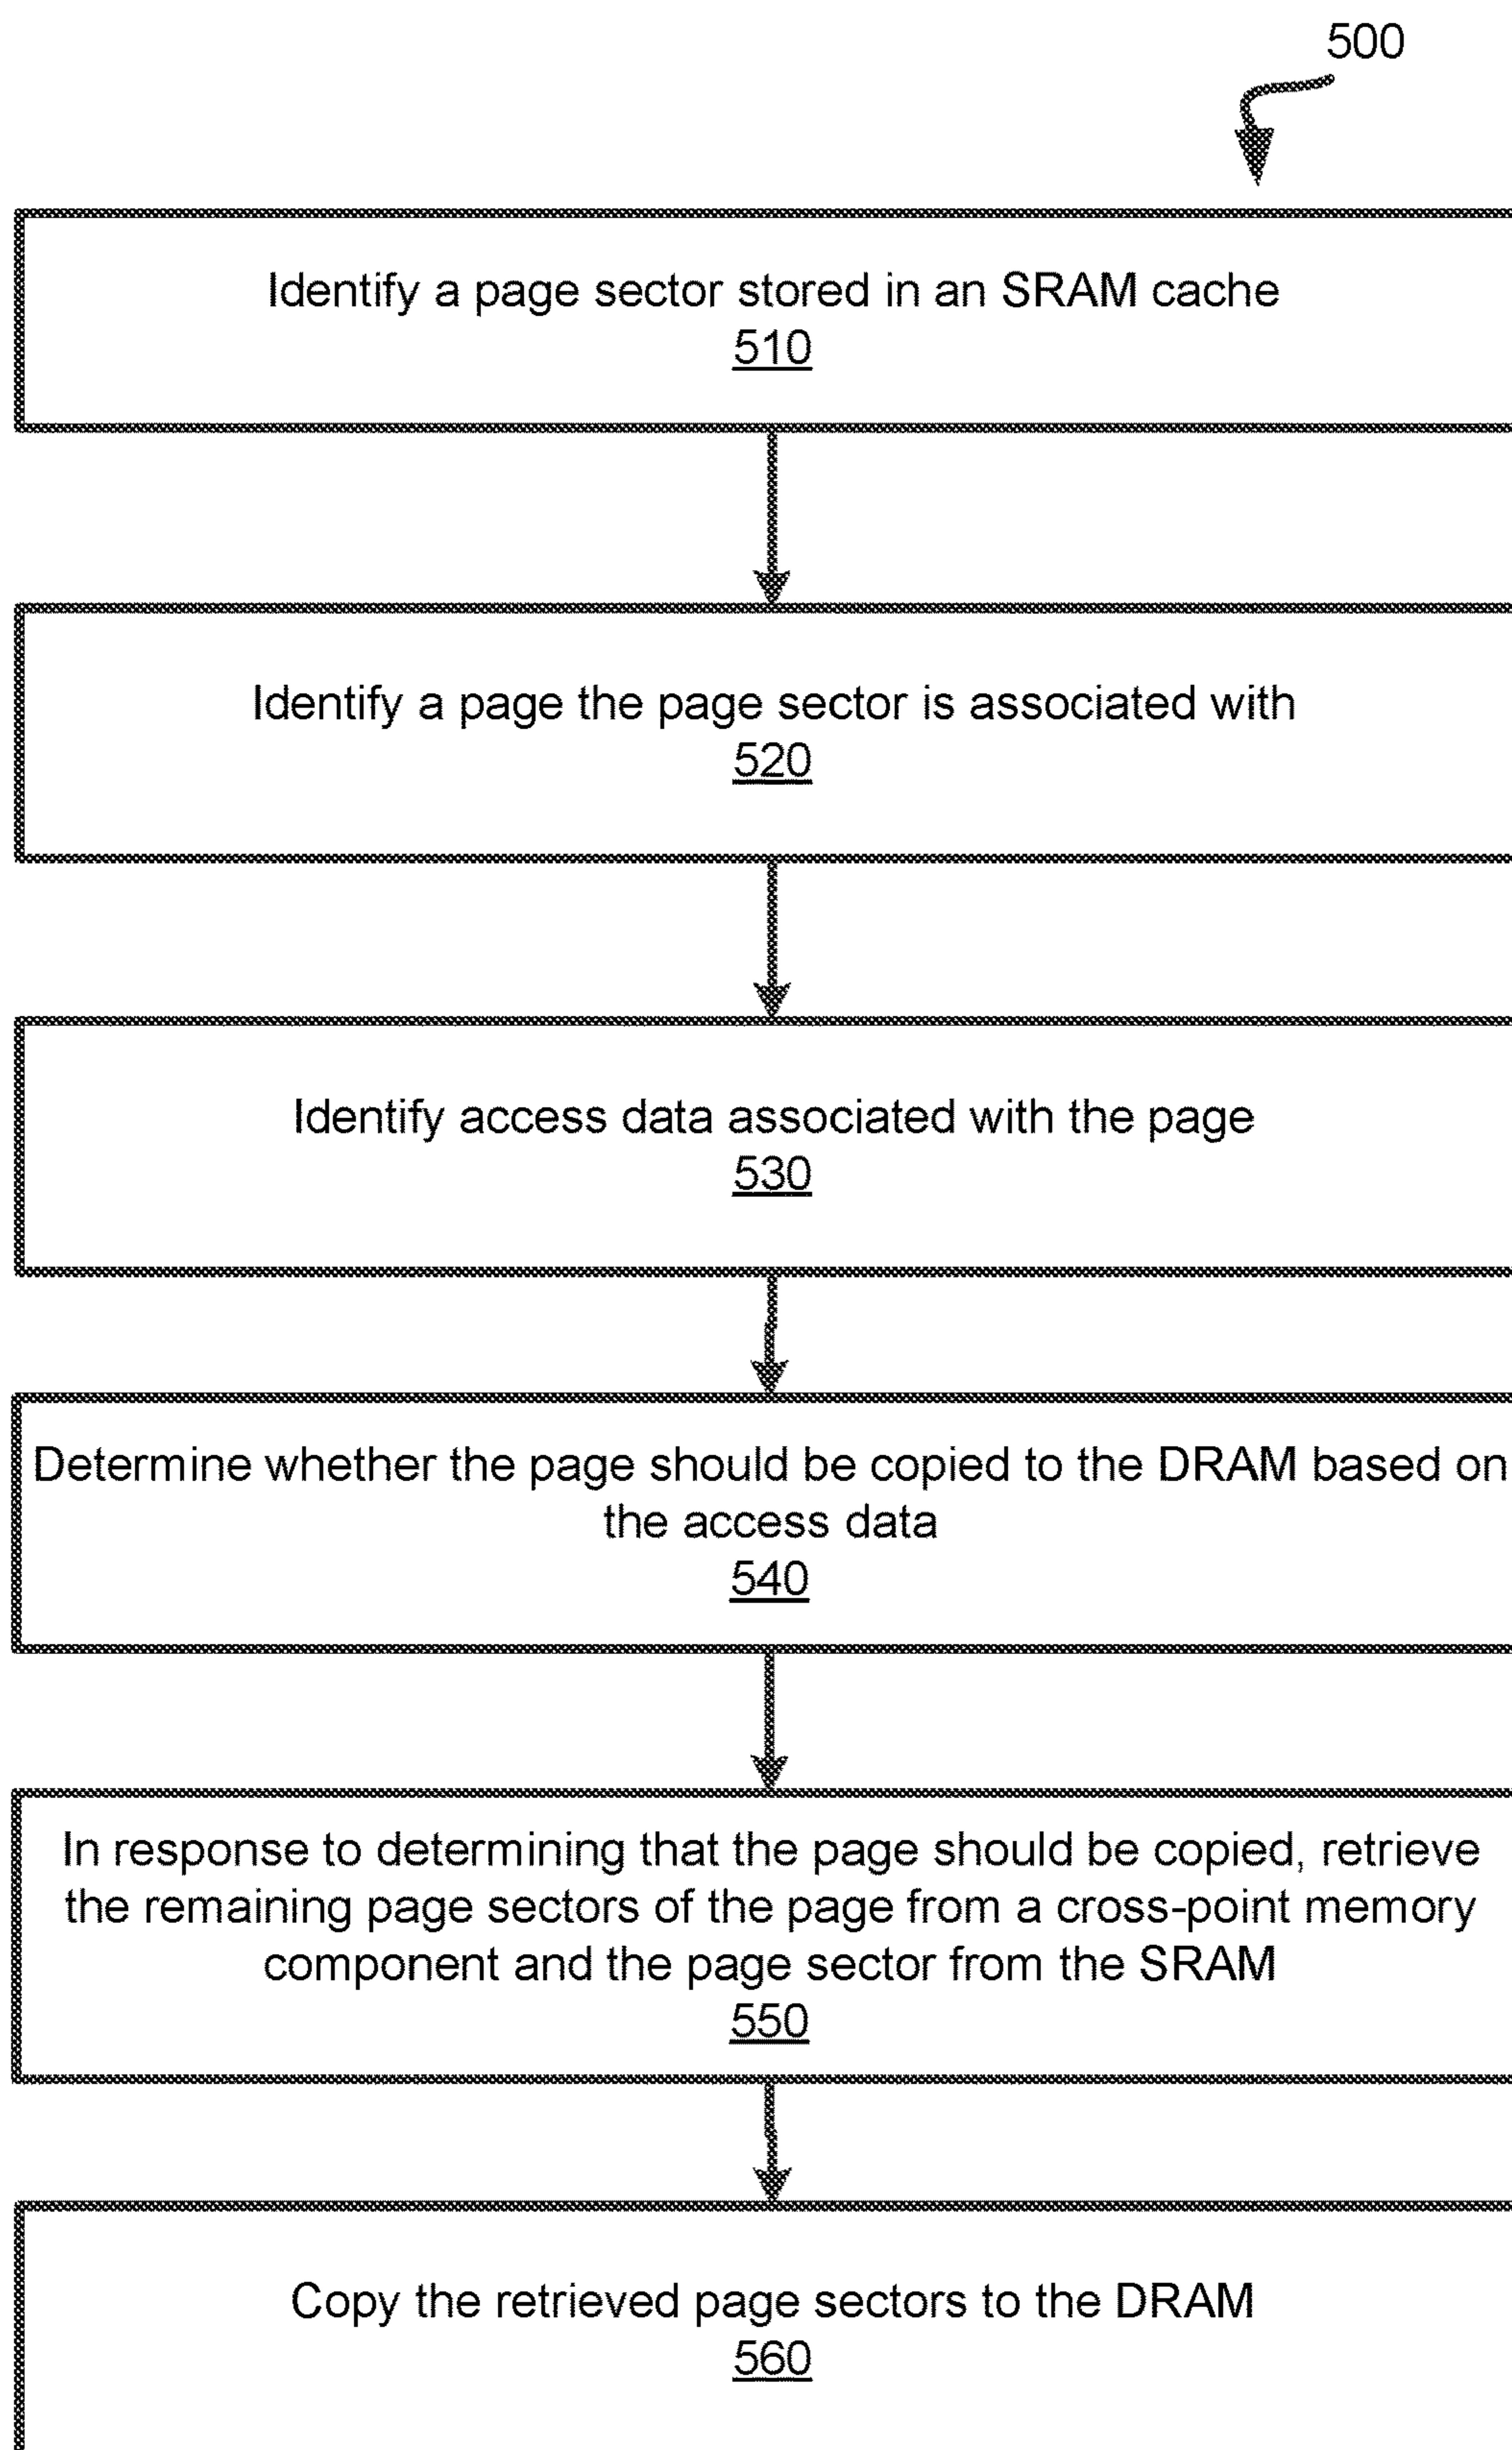 500
Identify a page sector stored in an SRAM cache
510
Identify a page the page sector is associated with
520
Identify access data associated with the page
530
Determine whether the page should be copied to the DRAM based on
the access data
540
In response to determining that the page should be copied, retrieve
the remaining page sectors of the page from a cross-point memory
component and the page sector from the SRAM
550
Copy the retrieved page sectors to the DRAM
560